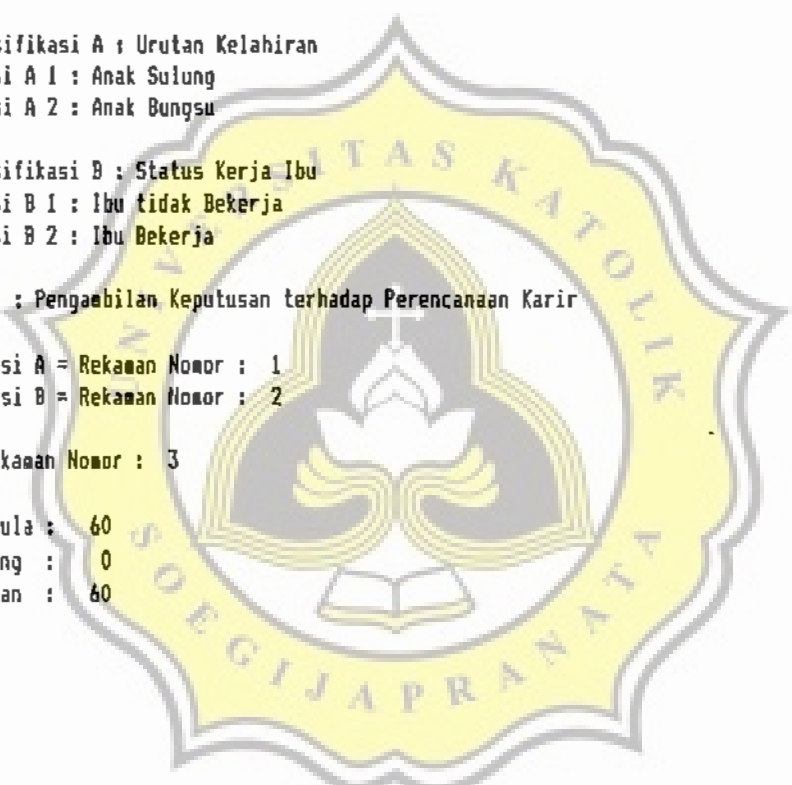 sifikasi A : Urutan Kelahiran
si A 1 : Anak Sulung
si A 2 : Anak Bungsu
sifikasi B : Status Kerja Ibu
si B 1 : Ibu tidak Bekerja
si B 2 : Ibu Bekerja
: Pengambilan Keputusan terhadap Perencanaan Karir
si A = Rekaman Nomor : 1
si B = Rekaman Nomor : 2
kaman Nomor : 3
ula : 60
ng : 0
an : 60
UNIVERSITAS KATOLIK
SOEGIJAPRANATA